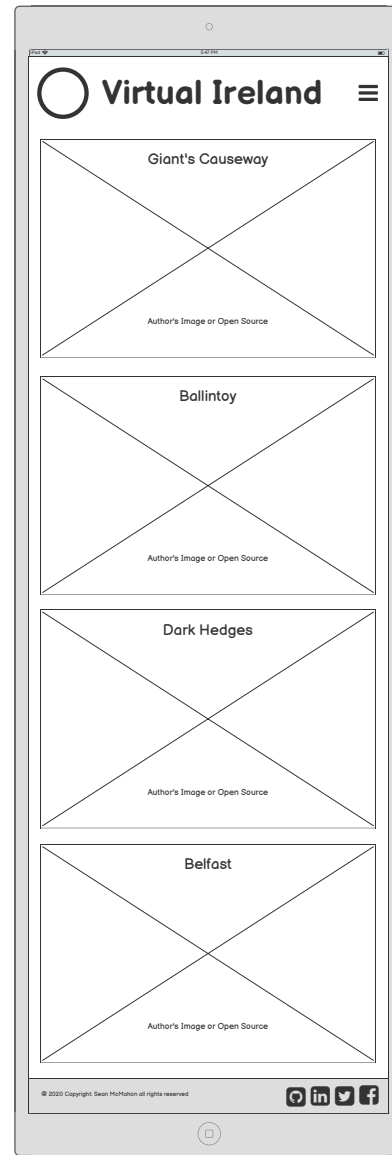 iPad
5:47 PM
Virtual Ireland
Giant's Causeway
Author's Image or Open Source
Ballintoy
Author's Image or Open Source
Dark Hedges
Author's Image or Open Source
Belfast
Author's Image or Open Source
© 2020 Copyright: Sean McMahon all rights reserved